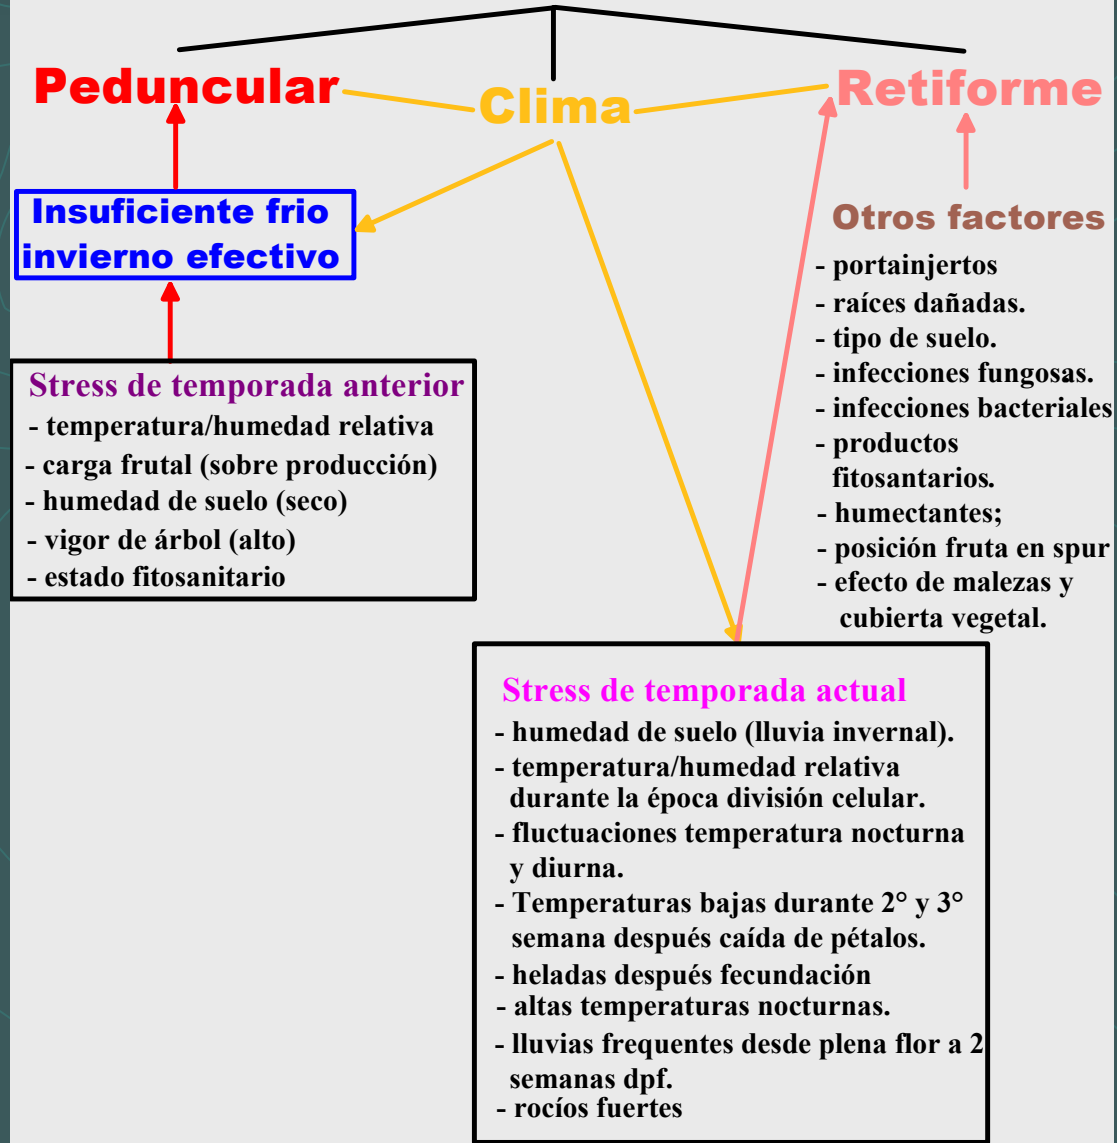 Peduncular
Clima
Retiforme
Insuficiente frio
invierno efectivo
Stress de temporada anterior
- temperatura/humedad relativa
- carga frutal (sobre producción)
- humedad de suelo (seco)
- vigor de árbol (alto)
- estado fitosanitario
Otros factores
- portainjertos
- raíces dañadas.
- tipo de suelo.
- infecciones fungosas.
- infecciones bacteriales
- productos
fitosantarios.
- humectantes;
- posición fruta en spur
- efecto de malezas y
cubierta vegetal.
Stress de temporada actual
- humedad de suelo (lluvia invernal).
- temperatura/humedad relativa
durante la época división celular.
- fluctuaciones temperatura nocturna
y diurna.
- Temperaturas bajas durante 2° y 3°
semana después caída de pétalos.
- heladas después fecundación
- altas temperaturas nocturnas.
- lluvias frequentes desde plena flor a 2
semanas dpf.
- rocíos fuertes